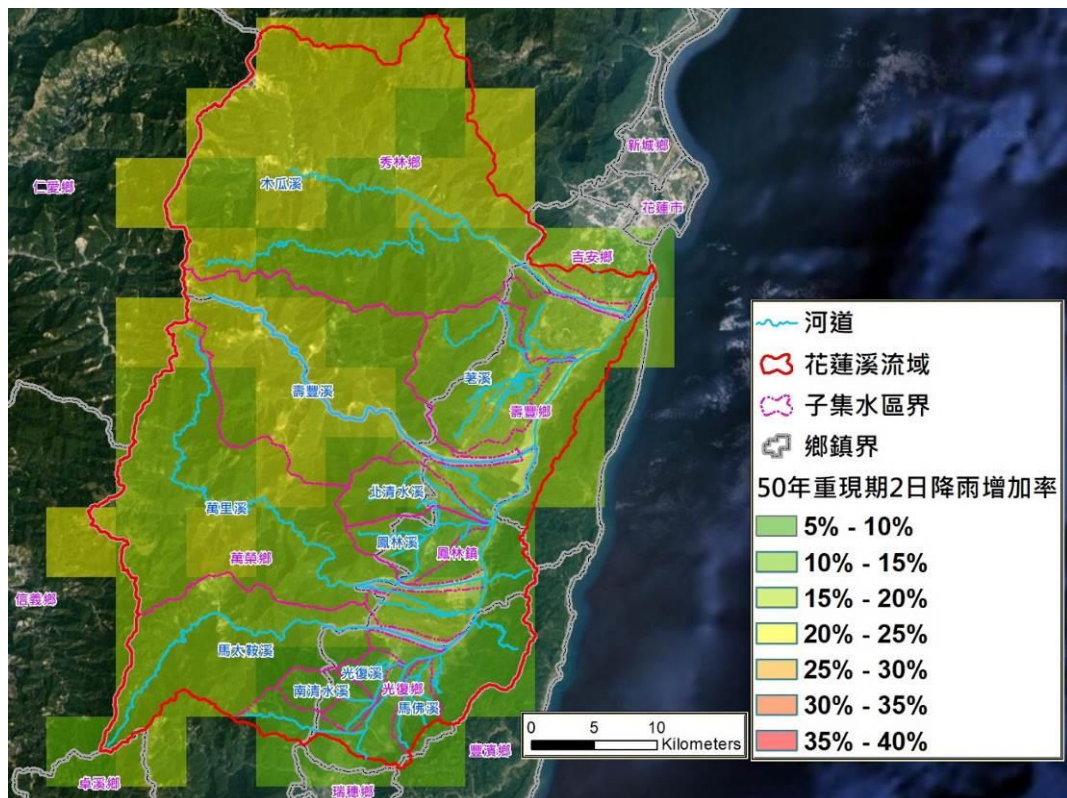 新城鄉
秀林鄉
木瓜溪
仁愛鄉
花蓮市
吉安鄉
荖溪
壽豐溪
壽豐鄉
北清水溪
萬里溪
鳳林溪
鳳林鎮
萬榮鄉
信義鄉
馬太鞍溪
光復溪
南清水溪
光復鄉
馬佛溪
豐濱鄉
卓溪鄉
瑞穗鄉
河道
花蓮溪流域
子集水區界
鄉鎮界
50年重現期2日降雨增加率
5% - 10%
10% - 15%
15% - 20%
20% - 25%
25% - 30%
30% - 35%
35% - 40%
0 5 10
Kilometers